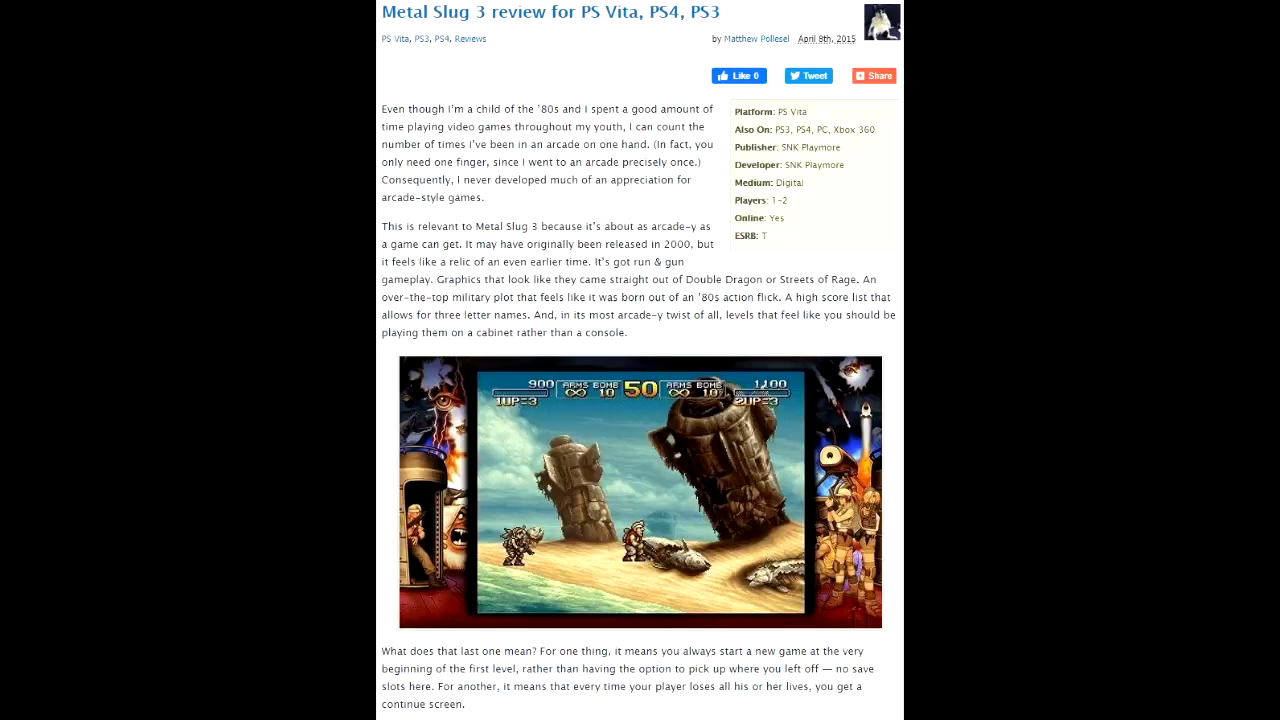 Metal Slug 3 review for PS Vita, PS4, PS3
PS Vita, PS3, PS4, Reviews
by Matthew Pollesel April 8th, 2015
Like 0
Tweet
Share
Even though I'm a child of the '80s and I spent a good amount of
time playing video games throughout my youth, I can count the
number of times I've been in an arcade on one hand. (In fact, you
only need one finger, since I went to an arcade precisely once.)
Consequently, I never developed much of an appreciation for
arcade-style games.
Platform: PS Vita
Also On: PS3, PS4, PC, Xbox 360
Publisher: SNK Playmore
Developer: SNK Playmore
Medium: Digital
Players: 1-2
Online: Yes
ESRB: T
This is relevant to Metal Slug 3 because it's about as arcade-y as
a game can get. It may have originally been released in 2000, but
it feels like a relic of an even earlier time. It's got run & gun
gameplay. Graphics that look like they came straight out of Double Dragon or Streets of Rage. An
over-the-top military plot that feels like it was born out of an '80s action flick. A high score list that
allows for three letter names. And, in its most arcade-y twist of all, levels that feel like you should be
playing them on a cabinet rather than a console.
900 ARMS BOMB 50 ARMS BOMB 1100
∞ 10 ∞ 10
1UP=3 2UP=3
What does that last one mean? For one thing, it means you always start a new game at the very
beginning of the first level, rather than having the option to pick up where you left off — no save
slots here. For another, it means that every time your player loses all his or her lives, you get a
continue screen.